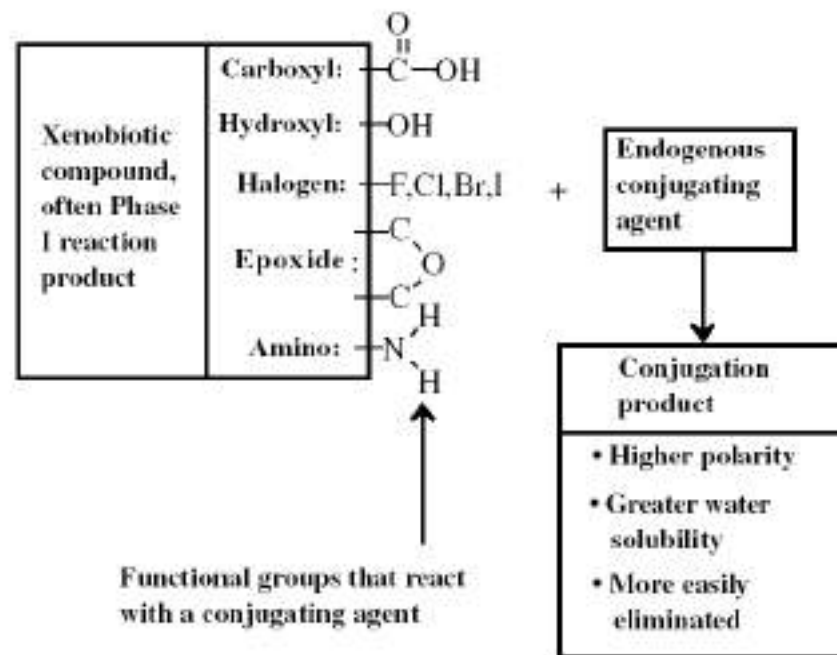 Xenobiotic
compound,
often Phase
I reaction
product
O
Carboxyl: C OH
Hydroxyl: OH
Halogen: F,Cl,Br,I
C
Epoxide : O
C
H
Amino: N
H
+
Endogenous
conjugating
agent
Conjugation
product
• Higher polarity
• Greater water
solubility
• More easily
eliminated
Functional groups that react
with a conjugating agent